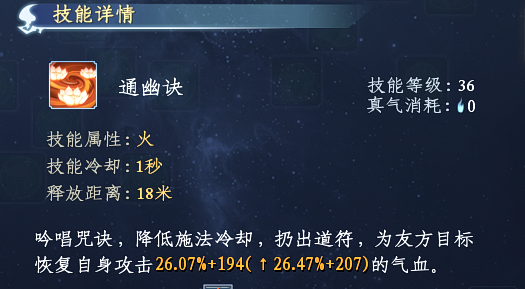 技能详情
通幽诀
技能等级：36
真气消耗：0
技能属性：火
技能冷却：1秒
释放距离：18米
吟唱咒诀，降低施法冷却，扔出道符，为友方目标
恢复自身攻击26.07%+194(↑26.47%+207)的气血。